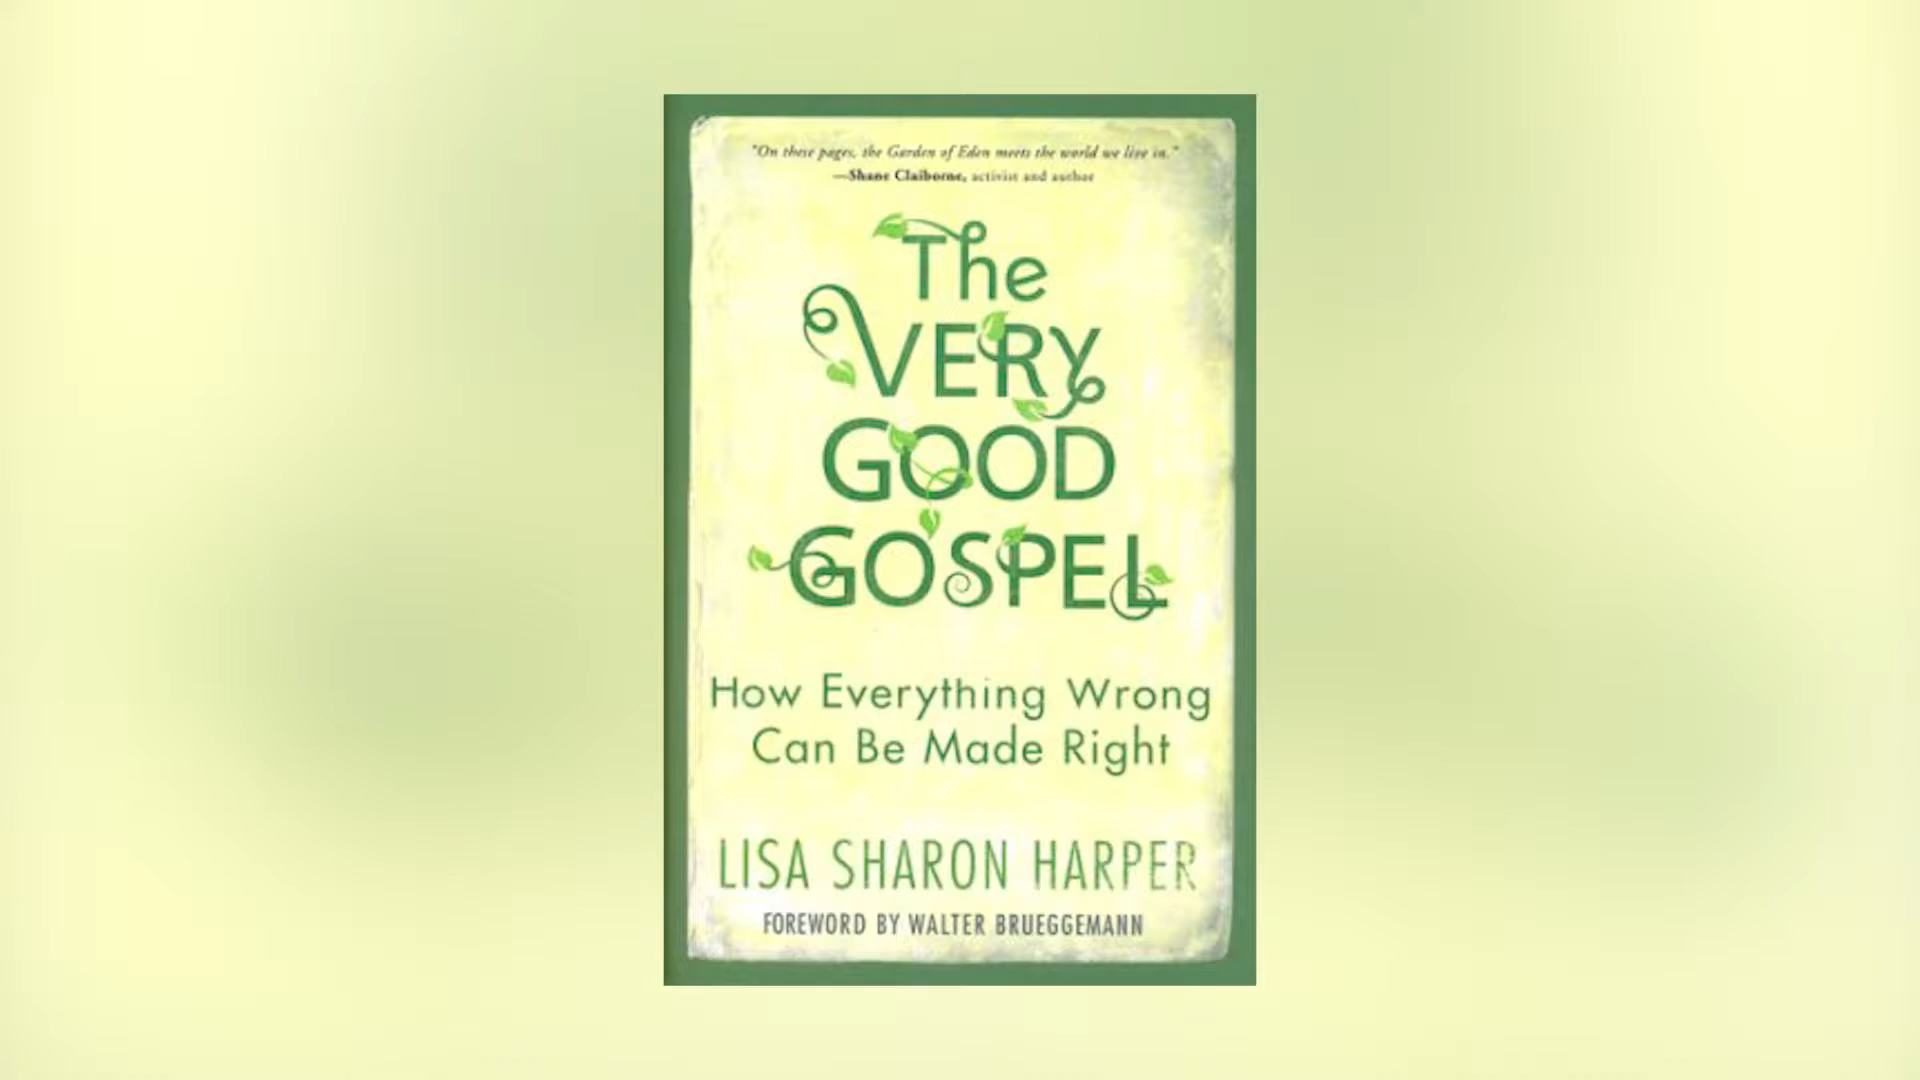 "On these pages, the Garden of Eden meets the world we live in."
—Shane Claiborne, activist and author
The
VERY
GOOD
GOSPEL
How Everything Wrong
Can Be Made Right
LISA SHARON HARPER
FOREWORD BY WALTER BRUEGGEMANN